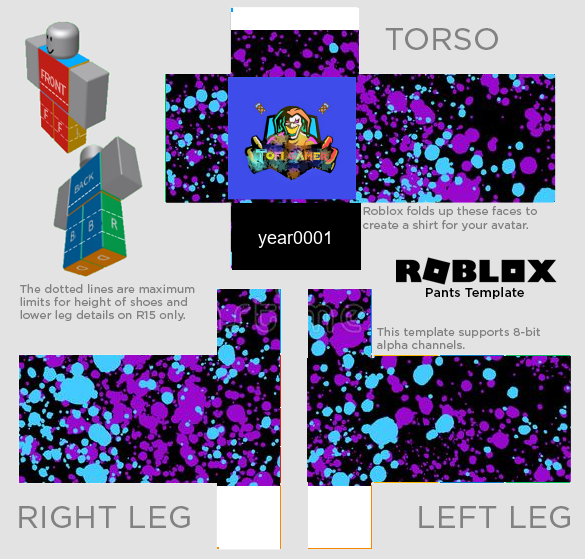 TORSO
FRONT
F F L
TOFI GAMER
BACK
B B R
year0001
Roblox folds up these faces to
create a shirt for your avatar.
ROBLOX
Pants Template
The dotted lines are maximum
limits for height of shoes and
lower leg details on R15 only.
This template supports 8-bit
alpha channels.
RIGHT LEG
LEFT LEG